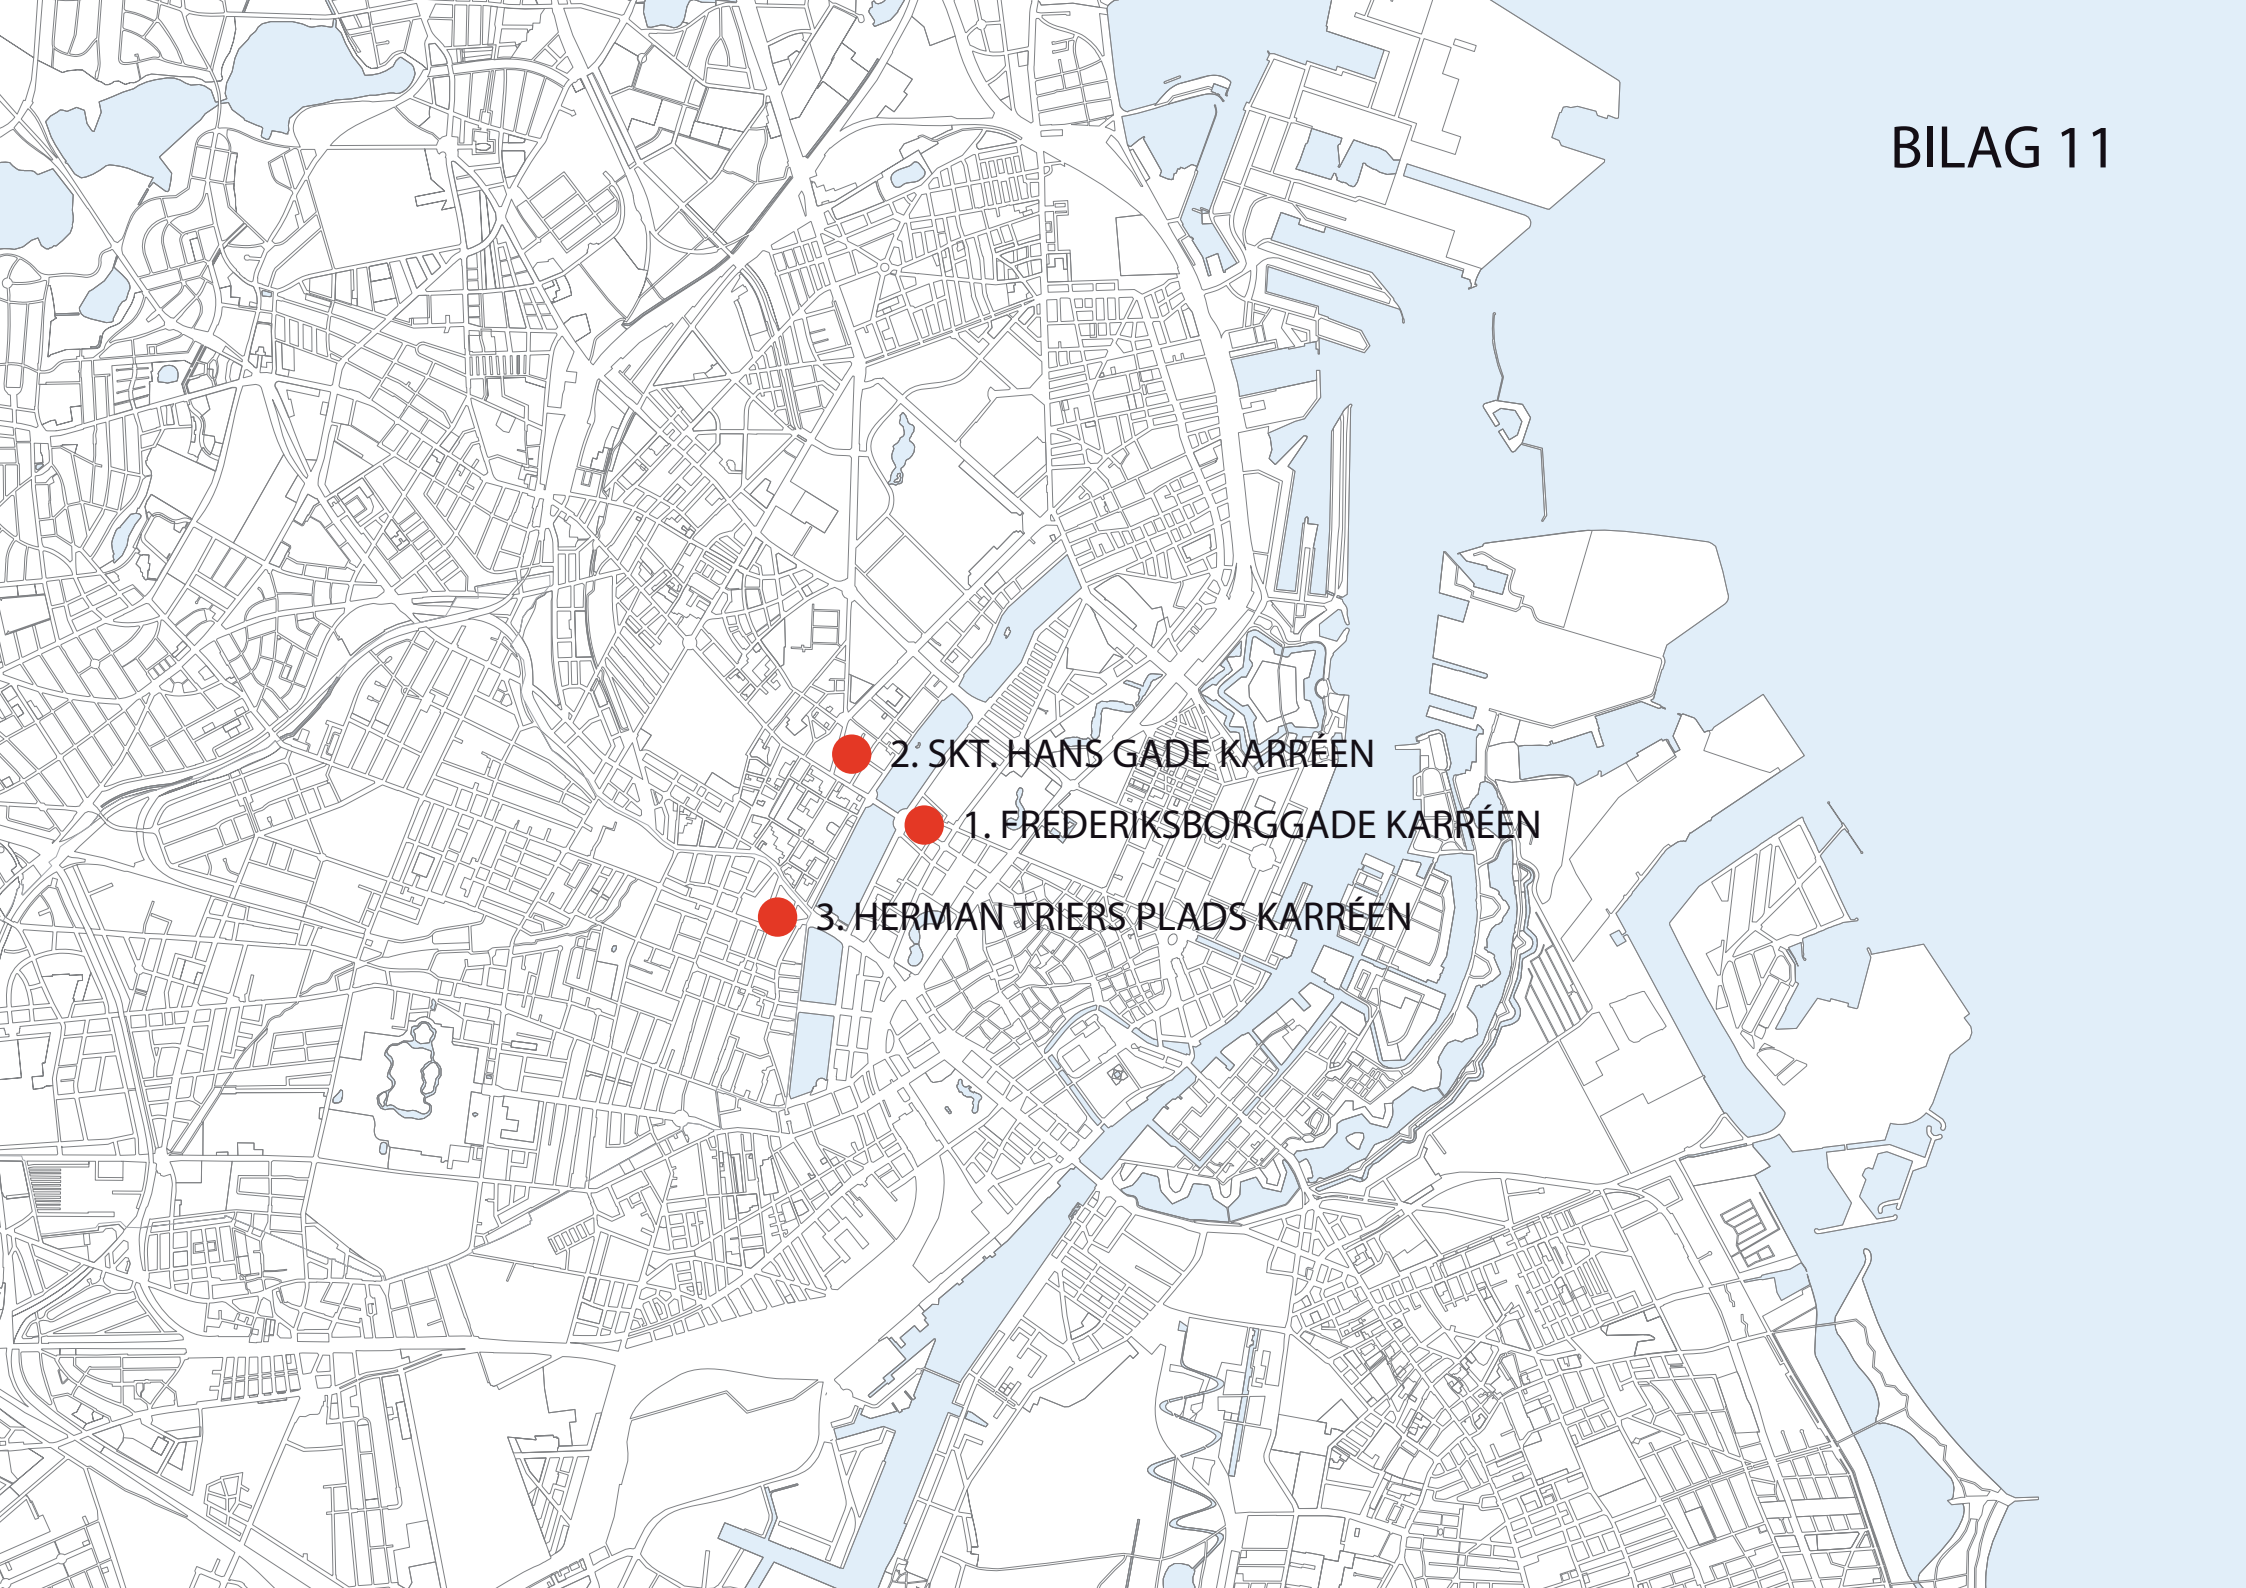 BILAG 11
2. SKT. HANS GADE KARRÉEN
1. FREDERIKSBORGGADE KARRÉEN
3. HERMAN TRIERS PLADS KARRÉEN